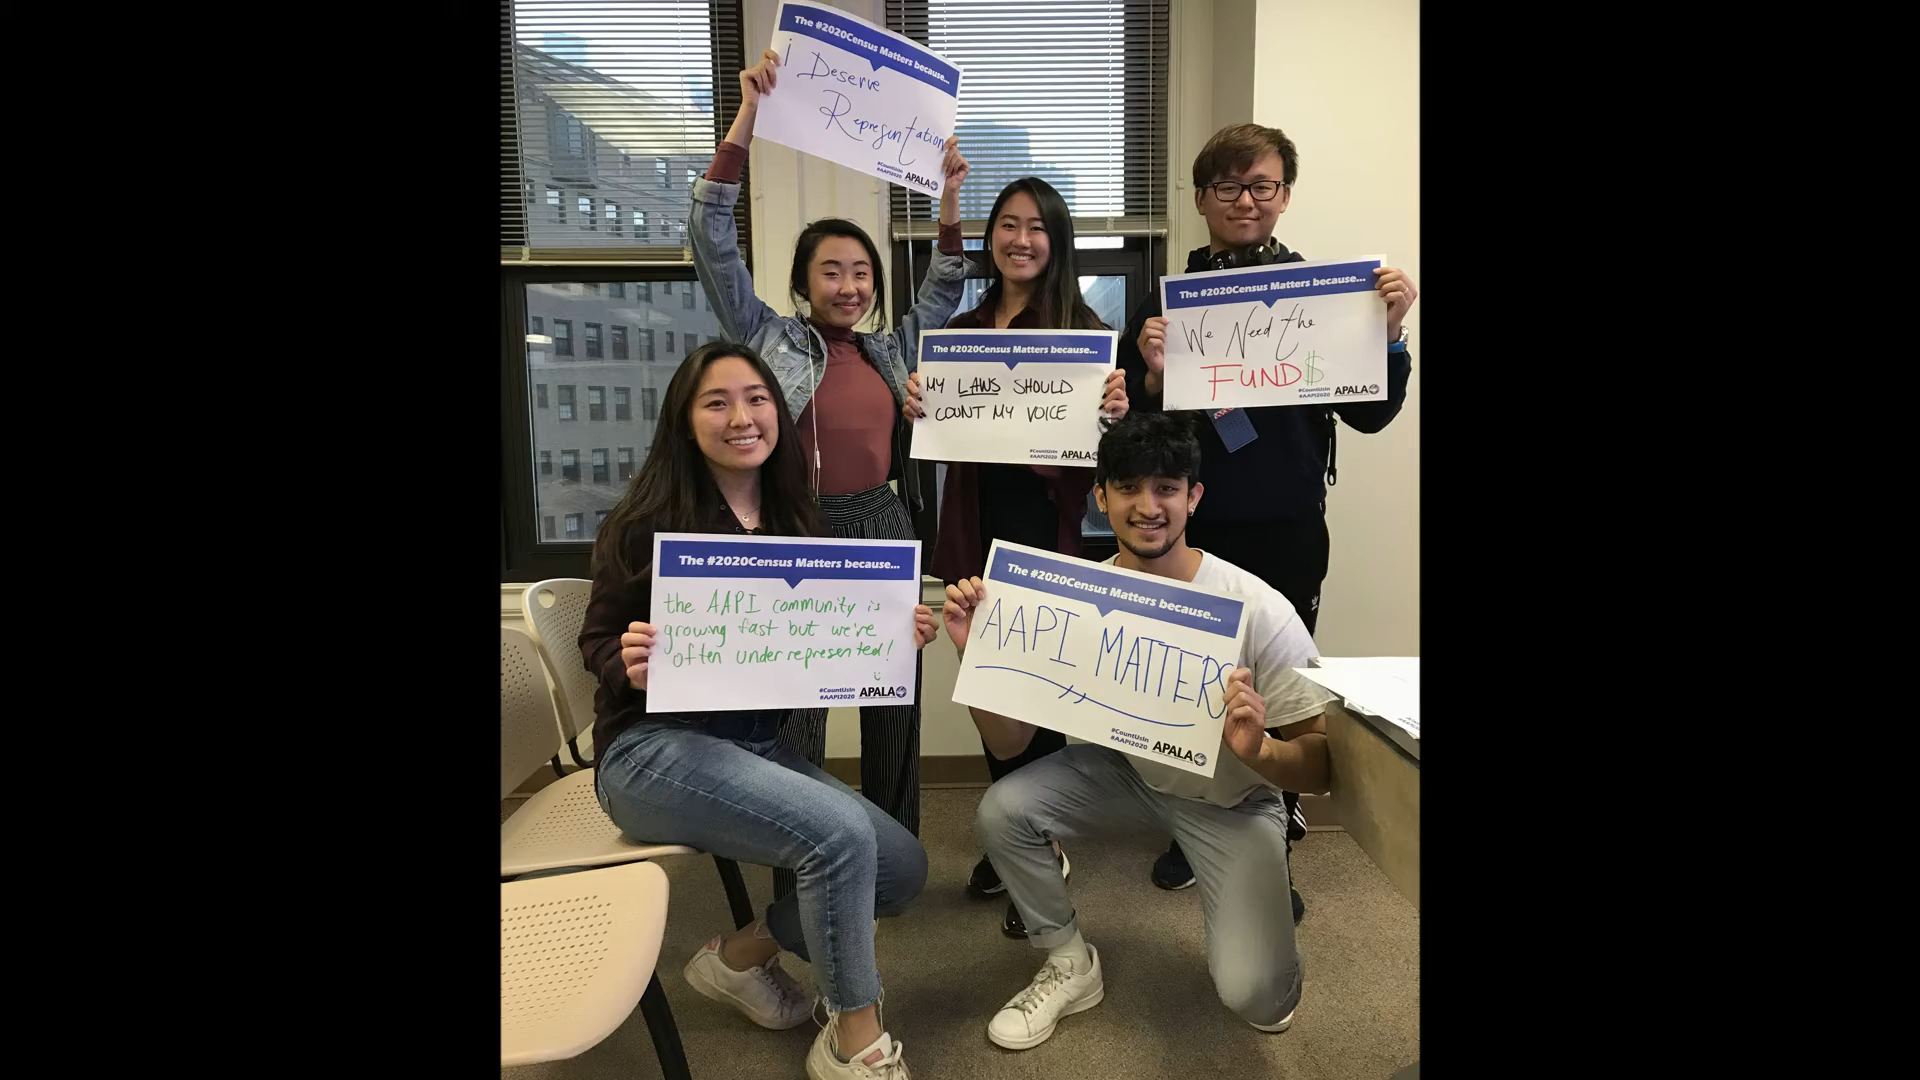 The #2020Census Matters because...
i Deserve
Representation
#CountUsIn
#AAPI2020 APALA
The #2020Census Matters because...
MY LAWS SHOULD
COUNT MY VOICE
#CountUsIn
#AAPI2020 APALA
The #2020Census Matters because...
We Need the
FUND$
#CountUsIn
#AAPI2020 APALA
The #2020Census Matters because...
the AAPI community is
growing fast but we're
often underrepresented!
#CountUsIn
#AAPI2020 APALA
The #2020Census Matters because...
AAPI MATTERS
#CountUsIn
#AAPI2020 APALA